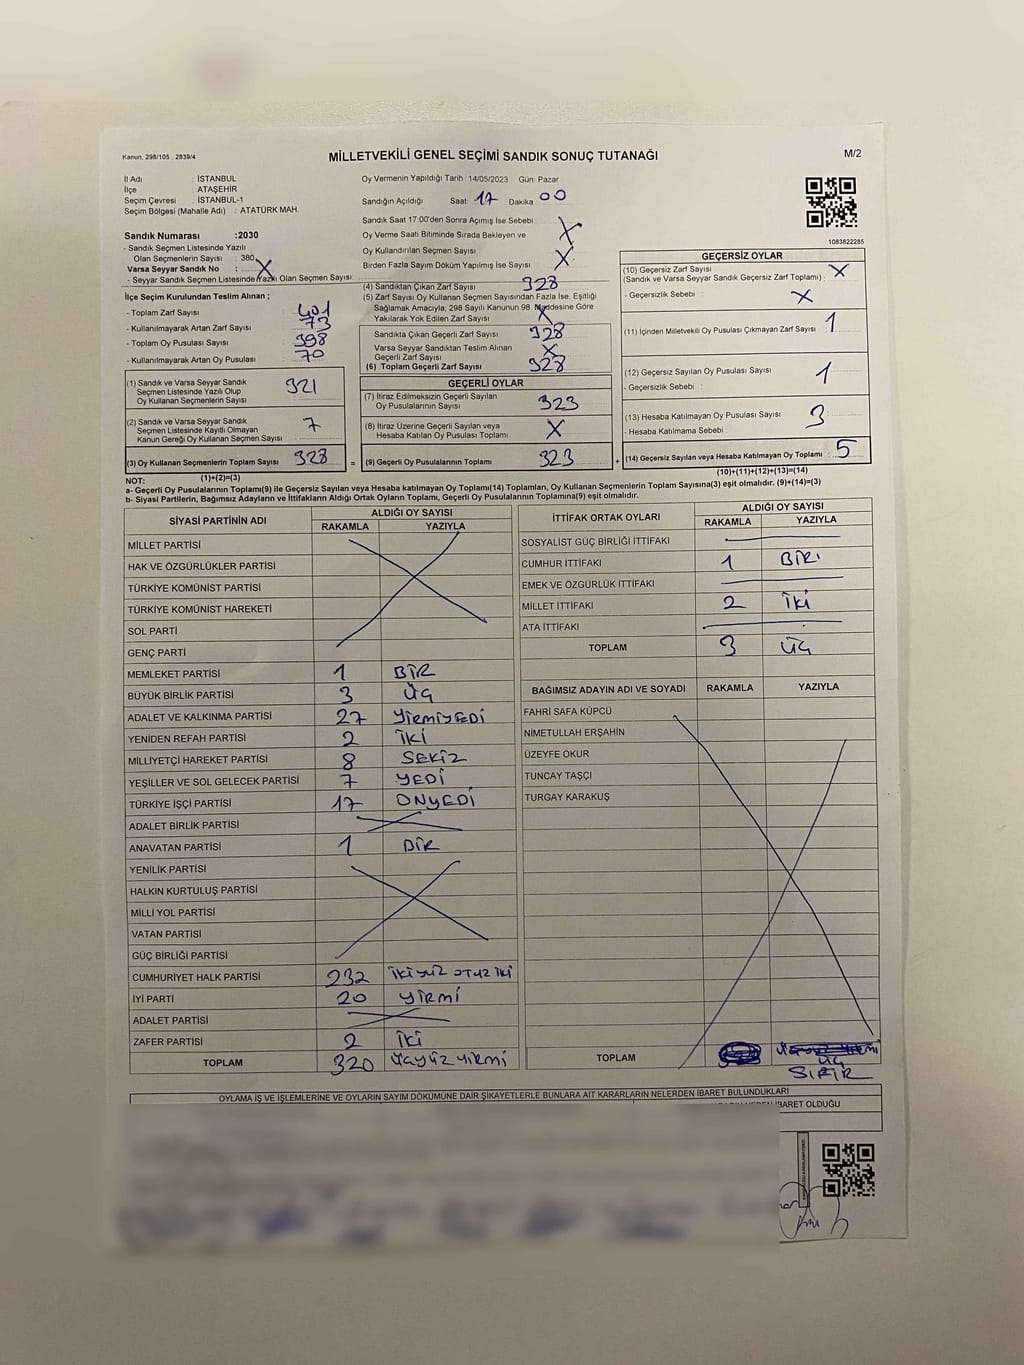 Kanun, 298/105 , 2839/4
MİLLETVEKİLİ GENEL SEÇİMİ SANDIK SONUÇ TUTANAĞI
M/2
İl Adı : İSTANBUL
İlçe : ATAŞEHİR
Seçim Çevresi : İSTANBUL-1
Seçim Bölgesi (Mahalle Adı) : ATATÜRK MAH.
Oy Vermenin Yapıldığı Tarih : 14/05/2023 Gün: Pazar
Sandığın Açıldığı Saat: 17 Dakika 00
Sandık Saat 17:00'den Sonra Açımış İse Sebebi :
Oy Verme Saati Bitiminde Sırada Bekleyen ve X
Oy Kullandırılan Seçmen Sayısı
Birden Fazla Sayım Döküm Yapılmış İse Sayısı : X
1083822285
Sandık Numarası :2030
- Sandık Seçmen Listesinde Yazılı
Olan Seçmenlerin Sayısı : 380
Varsa Seyyar Sandık No : X
- Seyyar Sandık Seçmen Listesinde Yazılı Olan Seçmen Sayısı:
İlçe Seçim Kurulundan Teslim Alınan ;
- Toplam Zarf Sayısı : 401
- Kullanılmayarak Artan Zarf Sayısı : 73
- Toplam Oy Pusulası Sayısı : 398
- Kullanılmayarak Artan Oy Pusulası : 70
(1) Sandık ve Varsa Seyyar Sandık
Seçmen Listesinde Yazılı Olup
Oy Kullanan Seçmenlerin Sayısı 321
(2) Sandık ve Varsa Seyyar Sandık
Seçmen Listesinde Kayıtlı Olmayan
Kanun Gereği Oy Kullanan Seçmen Sayısı 7
(3) Oy Kullanan Seçmenlerin Toplam Sayısı 328
(1)+(2)=(3)
(4) Sandıktan Çıkan Zarf Sayısı 328
(5) Zarf Sayısı Oy Kullanan Seçmen Sayısından Fazla İse, Eşitliği
Sağlamak Amacıyla; 298 Sayılı Kanunun 98. Maddesine Göre
Yakılarak Yok Edilen Zarf Sayısı X
Sandıkta Çıkan Geçerli Zarf Sayısı 328
Varsa Seyyar Sandıktan Teslim Alınan
Geçerli Zarf Sayısı X
(6) Toplam Geçerli Zarf Sayısı 328
GEÇERLİ OYLAR
(7) İtiraz Edilmeksizin Geçerli Sayılan
Oy Pusulalarının Sayısı 323
(8) İtiraz Üzerine Geçerli Sayılan veya
Hesaba Katılan Oy Pusulası Toplamı X
= (9) Geçerli Oy Pusulalarının Toplamı 323
GEÇERSİZ OYLAR
(10) Geçersiz Zarf Sayısı
(Sandık ve Varsa Seyyar Sandık Geçersiz Zarf Toplamı) : X
- Geçersizlik Sebebi ; X
(11) İçinden Milletvekili Oy Pusulası Çıkmayan Zarf Sayısı 1
(12) Geçersiz Sayılan Oy Pusulası Sayısı : 1
- Geçersizlik Sebebi :
(13) Hesaba Katılmayan Oy Pusulası Sayısı : 3
- Hesaba Katılmama Sebebi :
+ (14) Geçersiz Sayılan veya Hesaba Katılmayan Oy Toplamı : 5
(10)+(11)+(12)+(13)=(14)
NOT:
a- Geçerli Oy Pusulalarının Toplamı(9) ile Geçersiz Sayılan veya Hesaba Katılmayan Oy Pusulası Toplamı(14) Toplamları, Oy Kullanan Seçmenlerin Toplam Sayısına(3) eşit olmalıdır. (9)+(14)=(3)
b- Siyasi Partilerin, Bağımsız Adayların ve İttifakların Aldığı Ortak Oyların Toplamı, Geçerli Oy Pusulalarının Toplamına(9) eşit olmalıdır.
SİYASİ PARTİNİN ADI
ALDIĞI OY SAYISI
RAKAMLA YAZIYLA
MİLLET PARTİSİ
HAK VE ÖZGÜRLÜKLER PARTİSİ
TÜRKİYE KOMÜNİST PARTİSİ
TÜRKİYE KOMÜNİST HAREKETİ
SOL PARTİ
GENÇ PARTİ
MEMLEKET PARTİSİ 1 BİR
BÜYÜK BİRLİK PARTİSİ 3 ÜÇ
ADALET VE KALKINMA PARTİSİ 27 YİRMİYEDİ
YENİDEN REFAH PARTİSİ 2 İKİ
MİLLİYETÇİ HAREKET PARTİSİ 8 SEKİZ
YEŞİLLER VE SOL GELECEK PARTİSİ 7 YEDİ
TÜRKİYE İŞÇİ PARTİSİ 17 ONYEDİ
ADALET BİRLİK PARTİSİ
ANAVATAN PARTİSİ 1 BİR
YENİLİK PARTİSİ
HALKIN KURTULUŞ PARTİSİ
MİLLİ YOL PARTİSİ
VATAN PARTİSİ
GÜÇ BİRLİĞİ PARTİSİ
CUMHURİYET HALK PARTİSİ 232 İKİ YÜZ OTUZ İKİ
İYİ PARTİ 20 YİRMİ
ADALET PARTİSİ
ZAFER PARTİSİ 2 İKİ
TOPLAM 320 ÜÇYÜZ YİRMİ
İTTİFAK ORTAK OYLARI
ALDIĞI OY SAYISI
RAKAMLA YAZIYLA
SOSYALİST GÜÇ BİRLİĞİ İTTİFAKI
CUMHUR İTTİFAKI 1 BİR
EMEK VE ÖZGÜRLÜK İTTİFAKI
MİLLET İTTİFAKI 2 İKİ
ATA İTTİFAKI
TOPLAM 3 ÜÇ
BAĞIMSIZ ADAYIN ADI VE SOYADI RAKAMLA YAZIYLA
FAHRİ SAFA KÜPCÜ
NİMETULLAH ERŞAHİN
ÜZEYFE OKUR
TUNCAY TAŞÇI
TURGAY KARAKUŞ
TOPLAM
ÜÇ
SIFIR
OYLAMA İŞ VE İŞLEMLERİNE VE OYLARIN SAYIM DÖKÜMÜNE DAİR ŞİKAYETLERLE BUNLARA AİT KARARLARIN NELERDEN İBARET BULUNDUKLARI
İBARET OLDUĞU